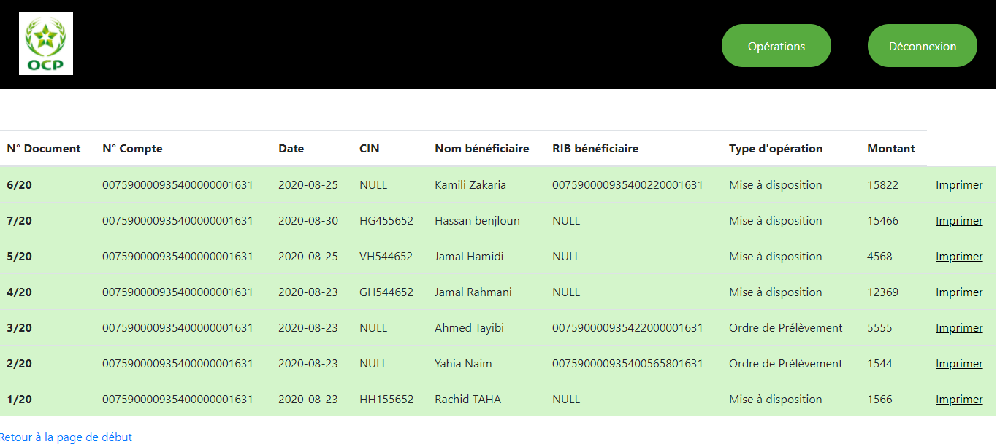 OCP
Opérations
Déconnexion
N° Document N° Compte Date CIN Nom bénéficiaire RIB bénéficiaire Type d'opération Montant
6/20 007590000935400000001631 2020-08-25 NULL Kamili Zakaria 007590000935400220001631 Mise à disposition 15822 Imprimer
7/20 007590000935400000001631 2020-08-30 HG455652 Hassan benjloun NULL Mise à disposition 15466 Imprimer
5/20 007590000935400000001631 2020-08-25 VH544652 Jamal Hamidi NULL Mise à disposition 4568 Imprimer
4/20 007590000935400000001631 2020-08-23 GH544652 Jamal Rahmani NULL Mise à disposition 12369 Imprimer
3/20 007590000935400000001631 2020-08-23 NULL Ahmed Tayibi 007590000935422000001631 Ordre de Prélèvement 5555 Imprimer
2/20 007590000935400000001631 2020-08-23 NULL Yahia Naim 007590000935400565801631 Ordre de Prélèvement 1544 Imprimer
1/20 007590000935400000001631 2020-08-23 HH155652 Rachid TAHA NULL Mise à disposition 1566 Imprimer
Retour à la page de début